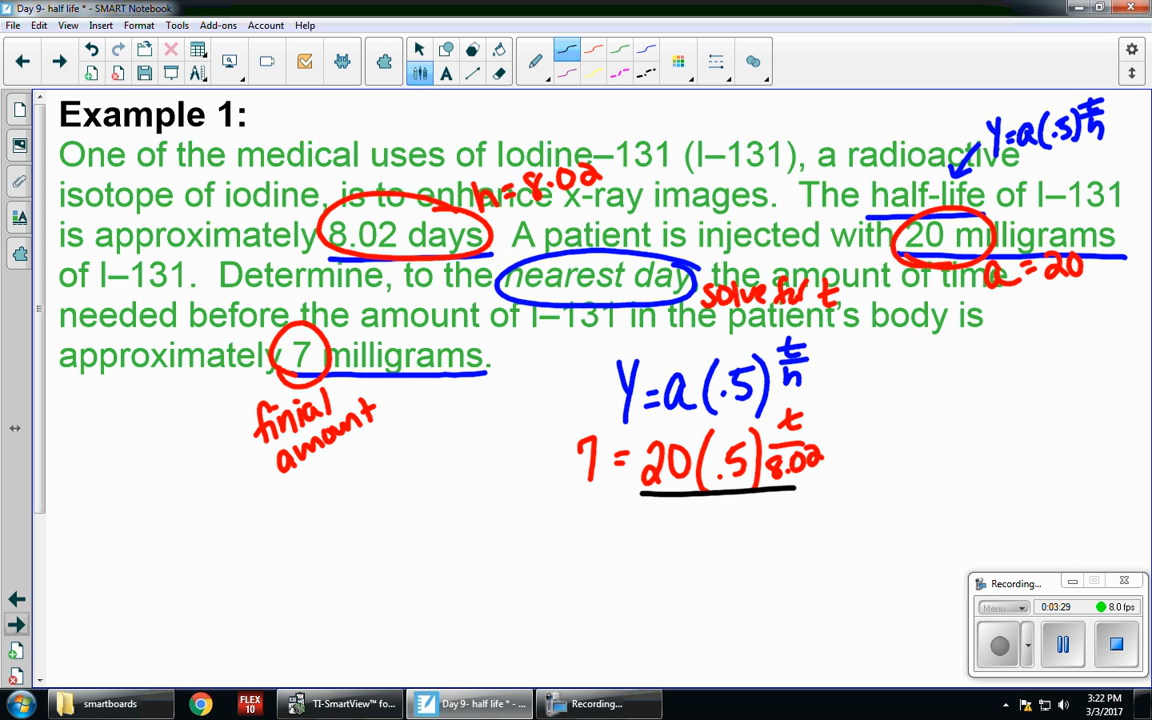 Day 9- half life * - SMART Notebook
File Edit View Insert Format Tools Add-ons Account Help
Example 1:
y=a(.5)^t/h
One of the medical uses of Iodine–131 (I–131), a radioactive
isotope of iodine, is to enhance x-ray images. The half-life of I–131
h=8.02
is approximately 8.02 days. A patient is injected with 20 milligrams
of I–131. Determine, to the nearest day, the amount of time
a=20
solve for t
needed before the amount of I–131 in the patient's body is
approximately 7 milligrams.
finial
amount
y=a(.5)^t/h
7=20(.5)^t/8.02
Recording...
Menu
0:03:29 8.0 fps
smartboards
FLEX
10
TI-SmartView™ fo...
Day 9- half life * - ...
Recording...
3:22 PM
3/3/2017